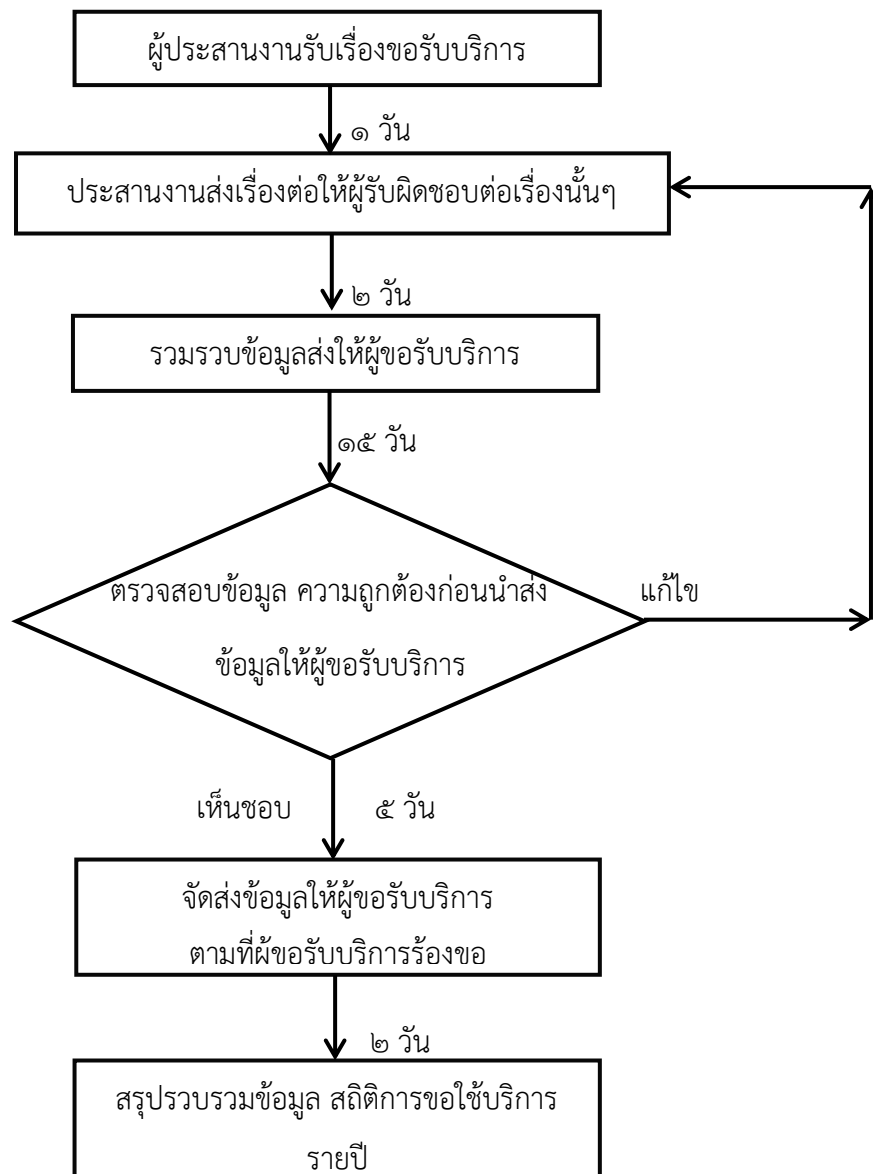 ผู้ประสานงานรับเรื่องขอรับบริการ
๑ วัน
ประสานงานส่งเรื่องต่อให้ผู้รับผิดชอบต่อเรื่องนั้นๆ
๒ วัน
รวมรวบข้อมูลส่งให้ผู้ขอรับบริการ
๑๕ วัน
ตรวจสอบข้อมูล ความถูกต้องก่อนนำส่ง
ข้อมูลให้ผู้ขอรับบริการ
แก้ไข
เห็นชอบ ๕ วัน
จัดส่งข้อมูลให้ผู้ขอรับบริการ
ตามที่ผู้ขอรับบริการร้องขอ
๒ วัน
สรุปรวบรวมข้อมูล สถิติการขอใช้บริการ
รายปี